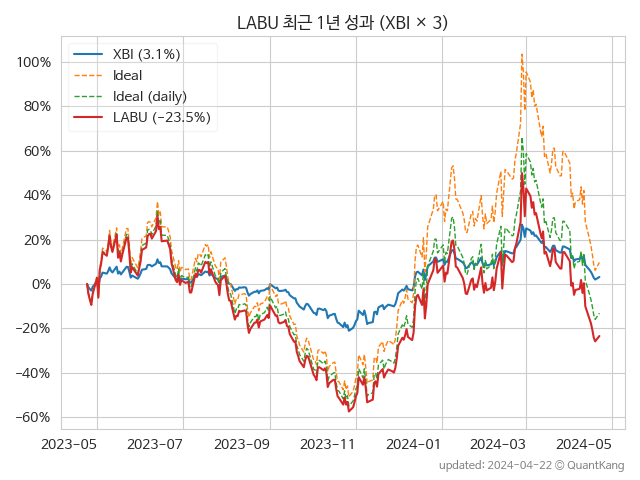 LABU 최근 1년 성과 (XBI × 3)
XBI (3.1%)
Ideal
Ideal (daily)
LABU (−23.5%)
100%
80%
60%
40%
20%
0%
−20%
−40%
−60%
2023-05
2023-07
2023-09
2023-11
2024-01
2024-03
2024-05
updated: 2024-04-22 © QuantKang